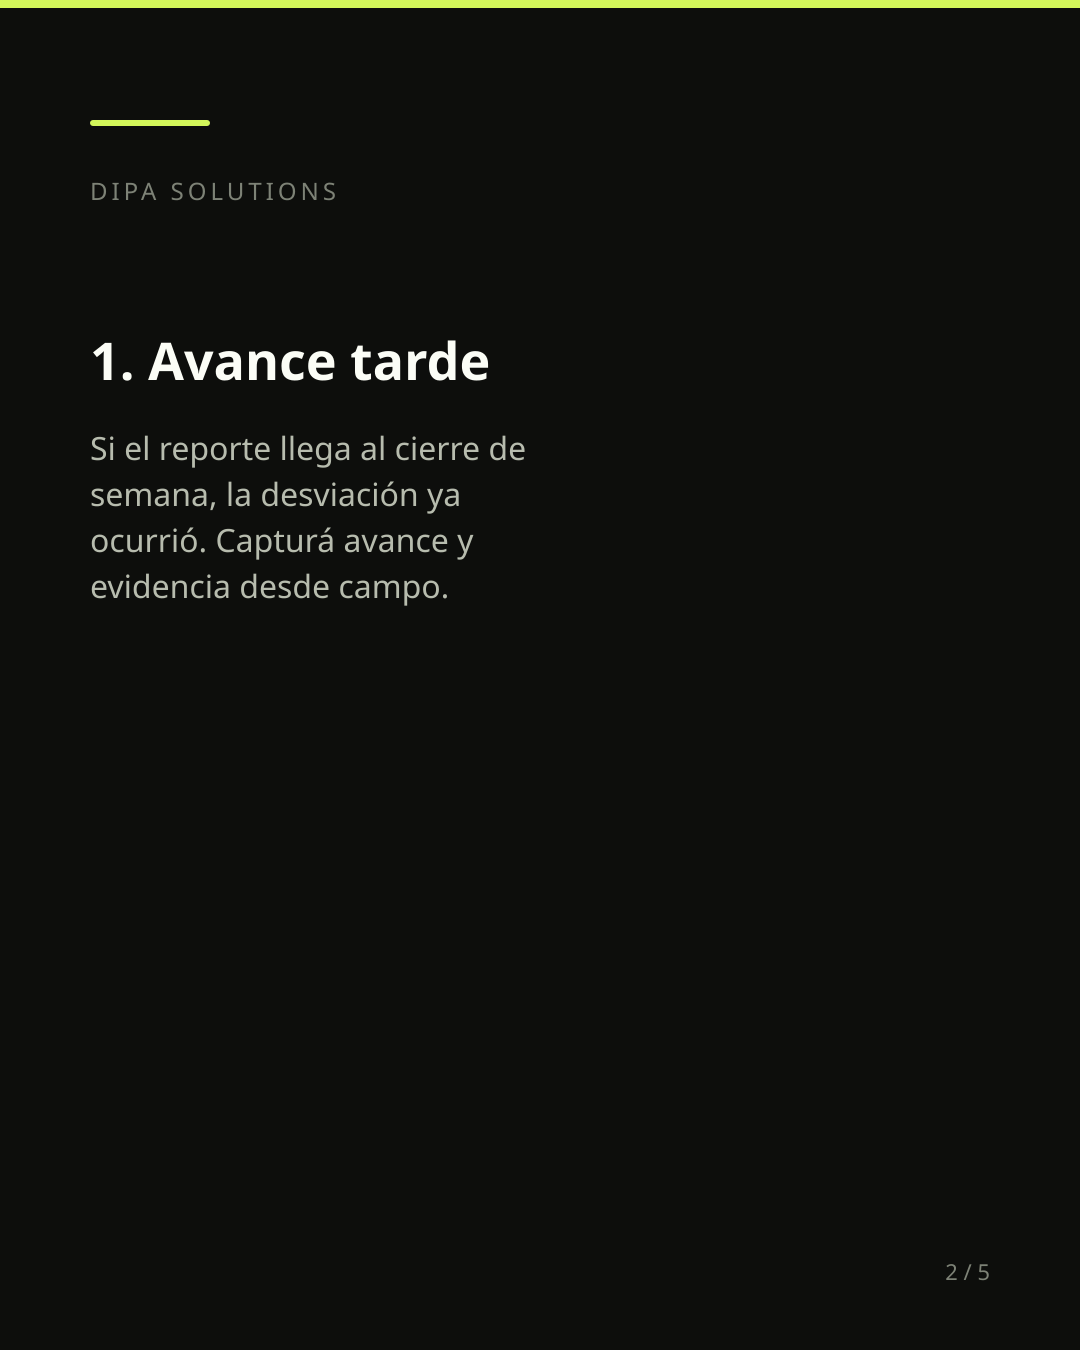 DIPA SOLUTIONS
1. Avance tarde
Si el reporte llega al cierre de
semana, la desviación ya
ocurrió. Capturá avance y
evidencia desde campo.
2 / 5